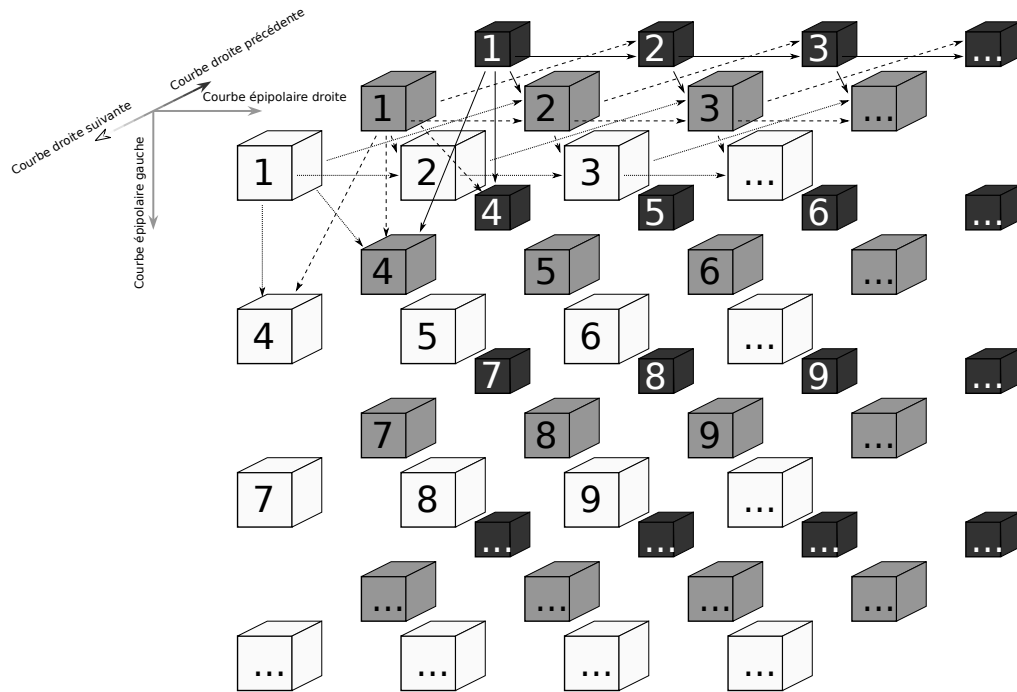 Courbe droite précédente
Courbe épipolaire droite
Courbe droite suivante
Courbe épipolaire gauche
1 2 3 ...
1 2 3 ...
1 2 3 ...
4 5 6 ...
4 5 6 ...
4 5 6 ...
7 8 9 ...
7 8 9 ...
7 8 9 ...
... ... ... ...
... ... ... ...
... ... ... ...